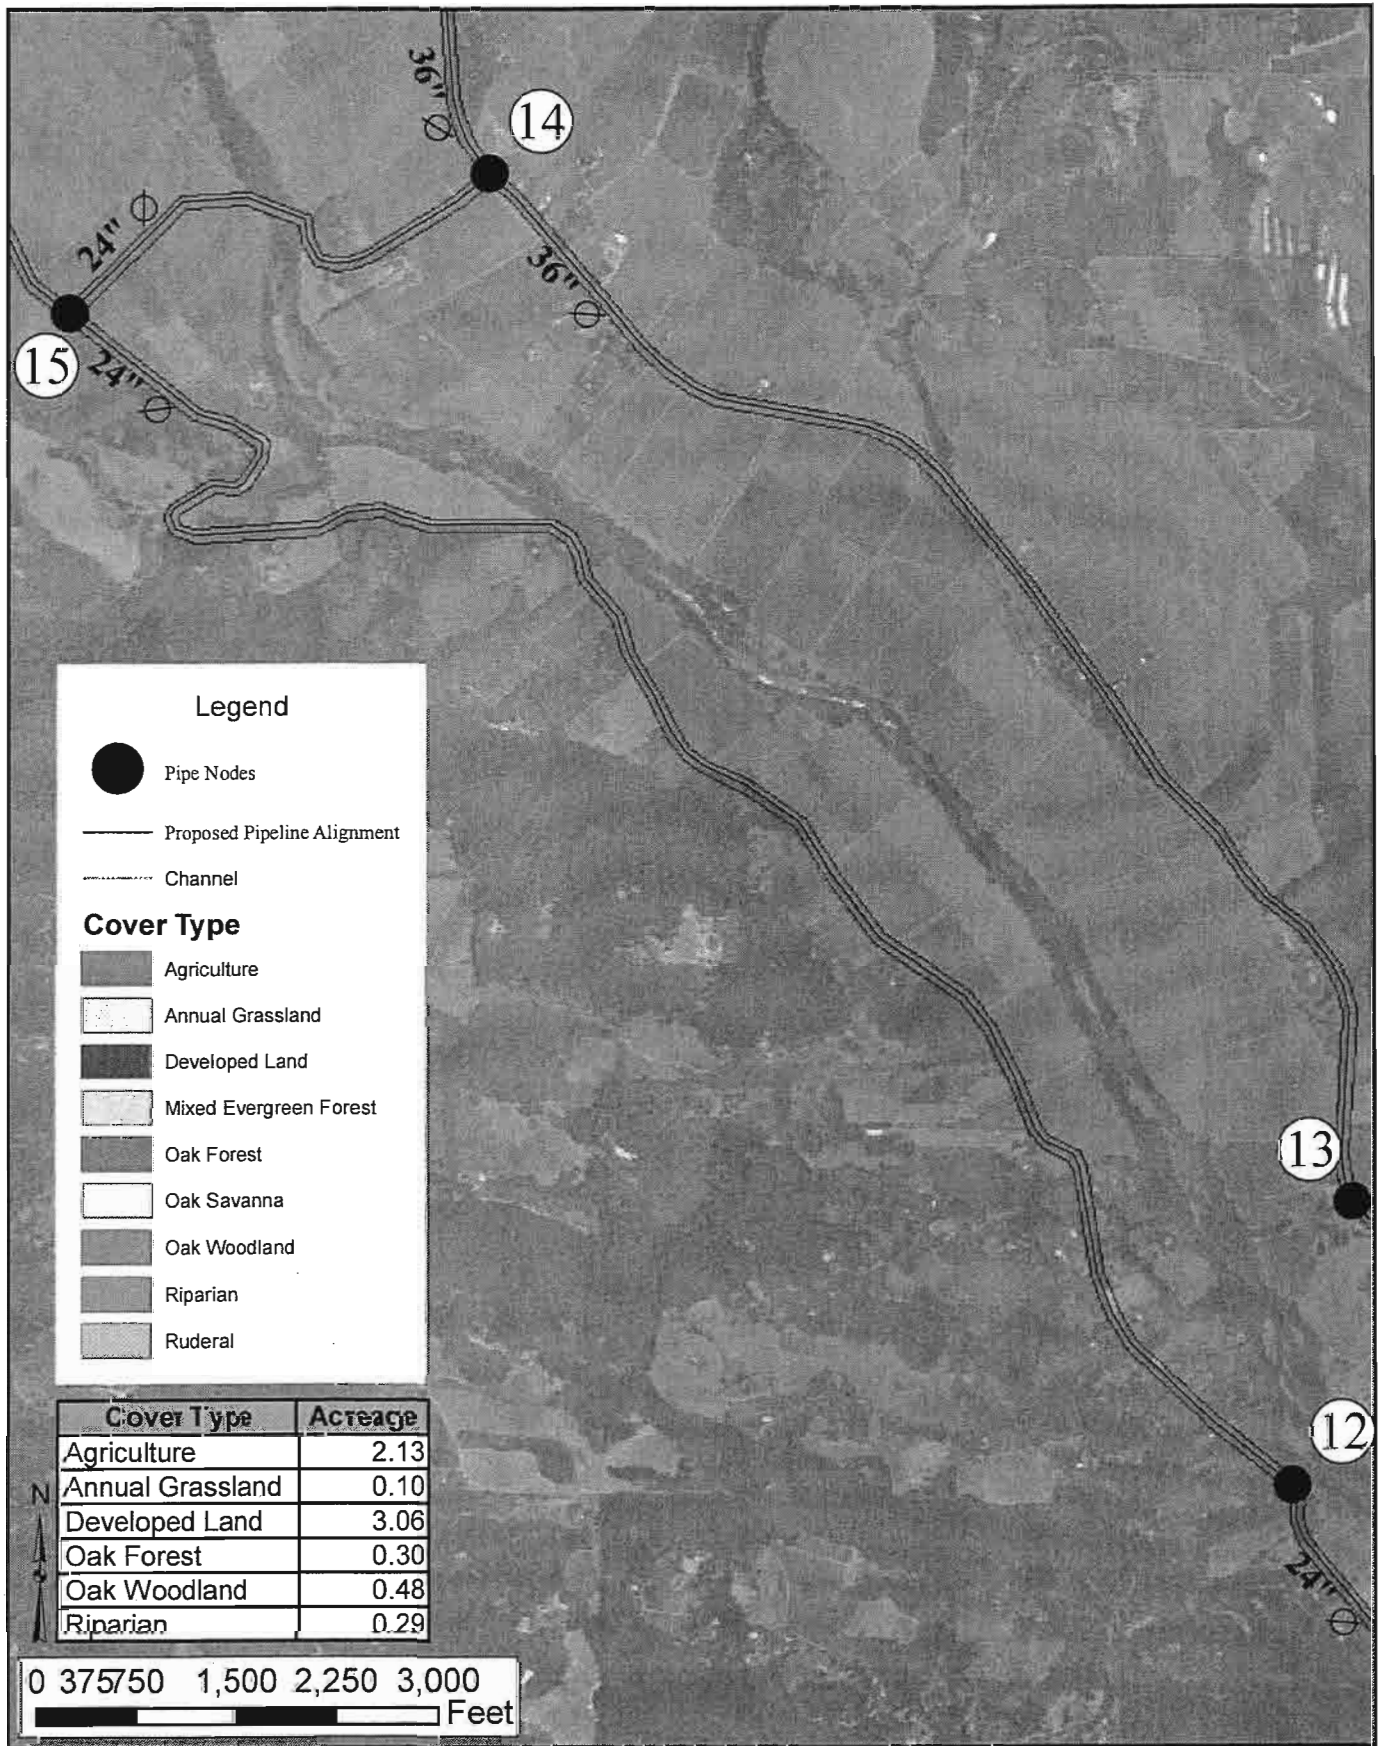 36" Ø
14
24" Ø
36" Ø
15
24" Ø
Legend
Pipe Nodes
Proposed Pipeline Alignment
Channel
Cover Type
Agriculture
Annual Grassland
Developed Land
Mixed Evergreen Forest
Oak Forest
Oak Savanna
Oak Woodland
Riparian
Ruderal
13
12
24" Ø
Cover Type Acreage
Agriculture 2.13
Annual Grassland 0.10
Developed Land 3.06
Oak Forest 0.30
Oak Woodland 0.48
Riparian 0.29
N
0 375 750 1,500 2,250 3,000
Feet